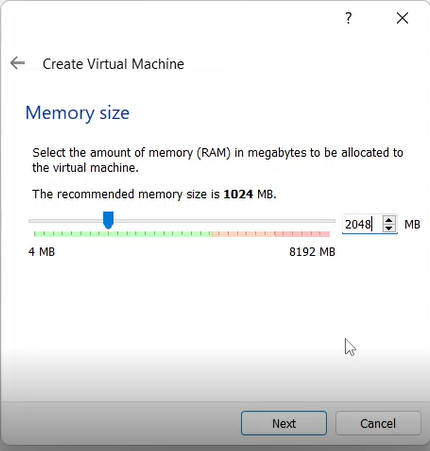 ?
Create Virtual Machine
Memory size
Select the amount of memory (RAM) in megabytes to be allocated to
the virtual machine.
The recommended memory size is 1024 MB.
2048 MB
4 MB 8192 MB
Next Cancel